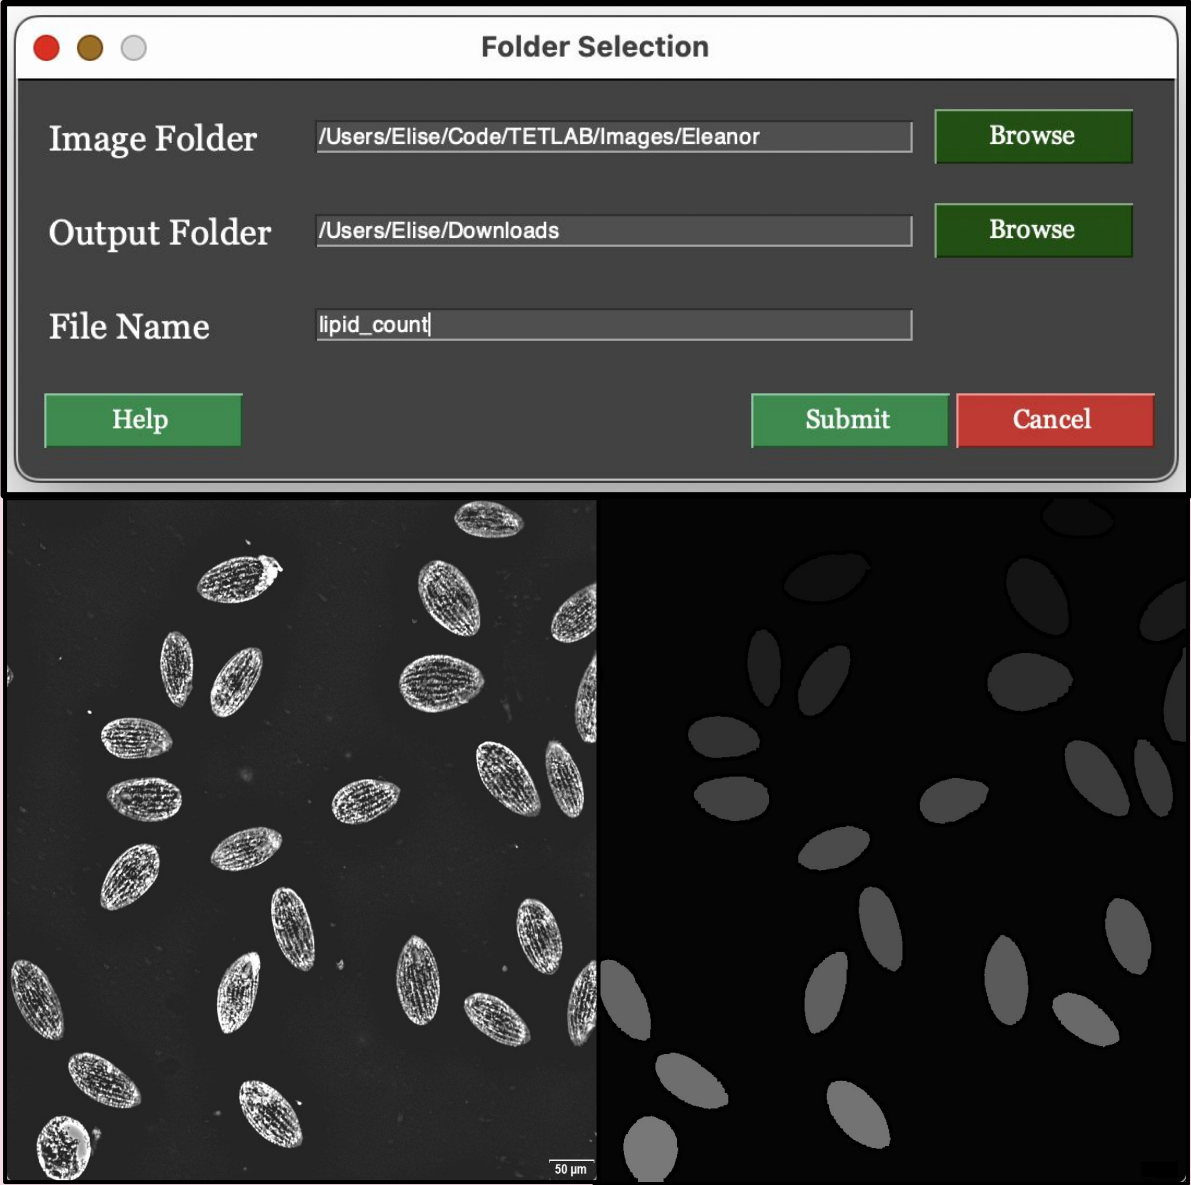 Folder Selection
Image Folder /Users/Elise/Code/TETLAB/Images/Eleanor Browse
Output Folder /Users/Elise/Downloads Browse
File Name lipid_count
Help Submit Cancel
50 µm